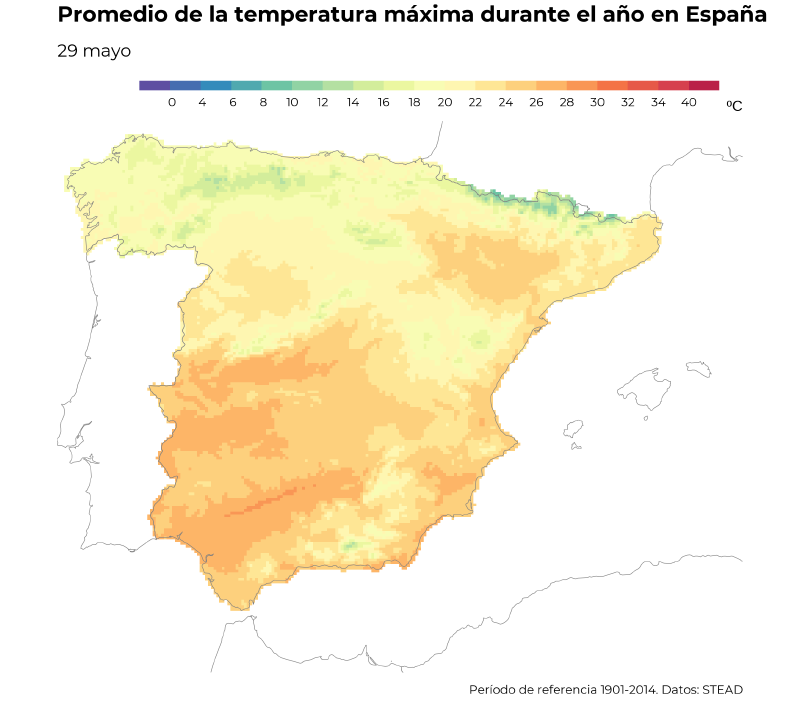 Promedio de la temperatura máxima durante el año en España
29 mayo
0 4 6 8 10 12 14 16 18 20 22 24 26 28 30 32 34 40 ºC
Período de referencia 1901-2014. Datos: STEAD